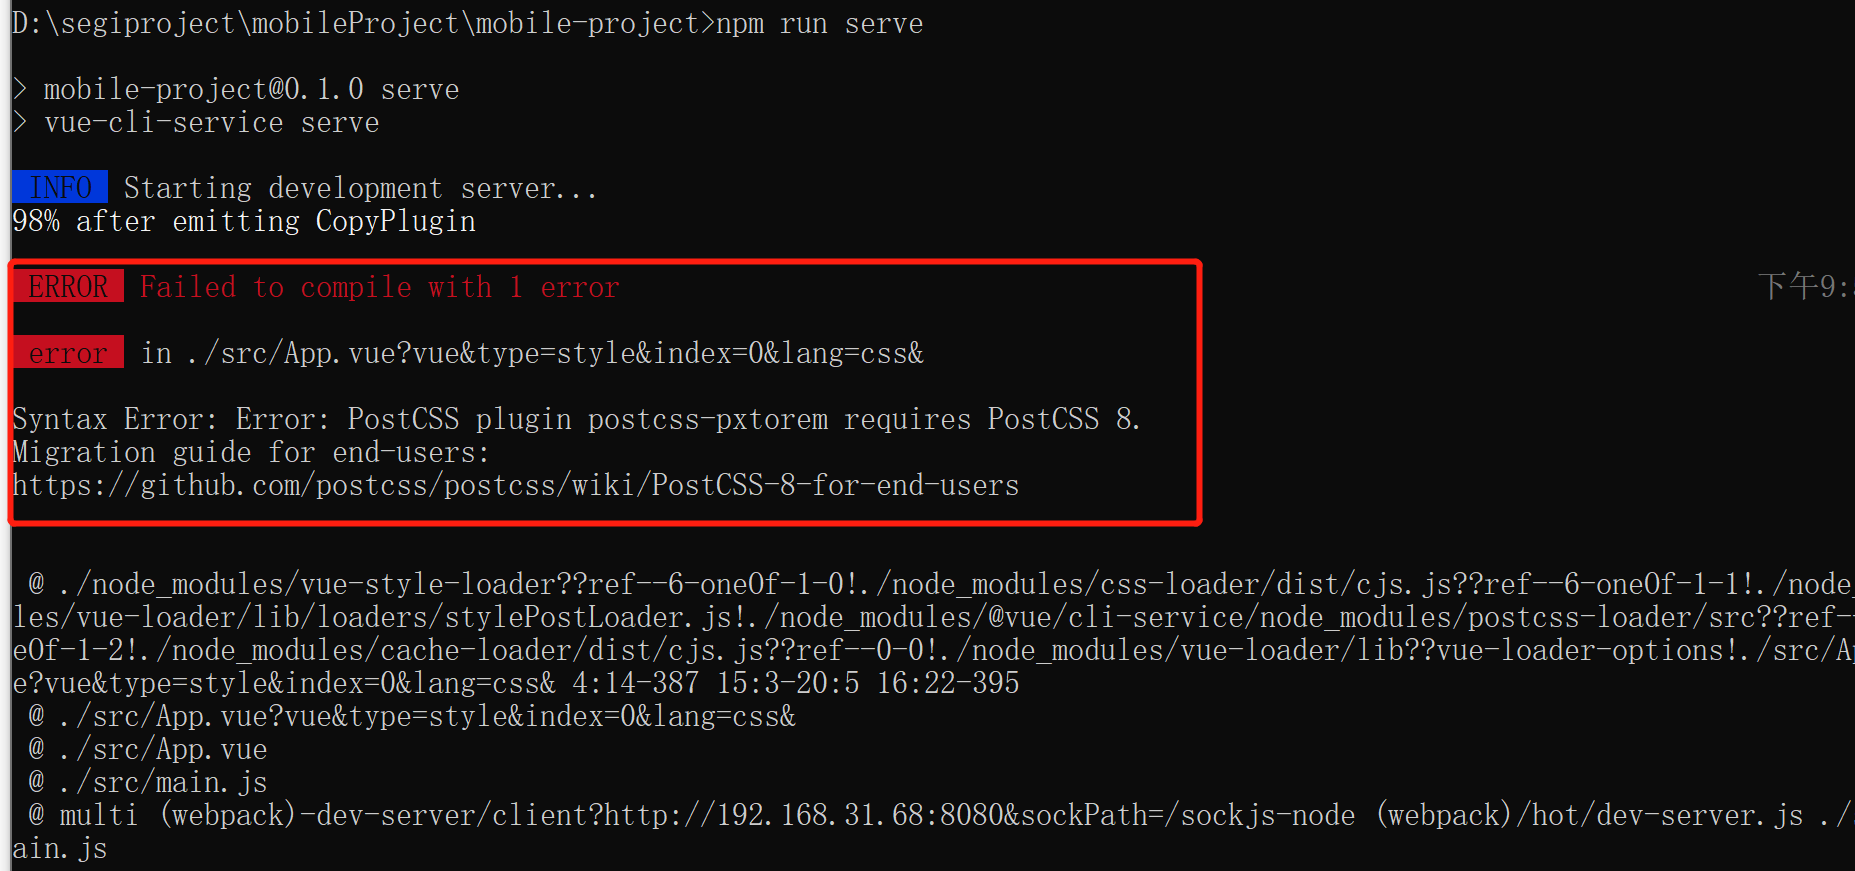 D:\segiproject\mobileProject\mobile-project>npm run serve
> mobile-project@0.1.0 serve
> vue-cli-service serve
INFO Starting development server...
98% after emitting CopyPlugin
ERROR Failed to compile with 1 error 下午9:
error in ./src/App.vue?vue&type=style&index=0&lang=css&
Syntax Error: Error: PostCSS plugin postcss-pxtorem requires PostCSS 8.
Migration guide for end-users:
https://github.com/postcss/postcss/wiki/PostCSS-8-for-end-users
@ ./node_modules/vue-style-loader??ref--6-oneOf-1-0!./node_modules/css-loader/dist/cjs.js??ref--6-oneOf-1-1!./node_
les/vue-loader/lib/loaders/stylePostLoader.js!./node_modules/@vue/cli-service/node_modules/postcss-loader/src??ref--
eOf-1-2!./node_modules/cache-loader/dist/cjs.js??ref--0-0!./node_modules/vue-loader/lib??vue-loader-options!./src/Ap
e?vue&type=style&index=0&lang=css& 4:14-387 15:3-20:5 16:22-395
@ ./src/App.vue?vue&type=style&index=0&lang=css&
@ ./src/App.vue
@ ./src/main.js
@ multi (webpack)-dev-server/client?http://192.168.31.68:8080&sockPath=/sockjs-node (webpack)/hot/dev-server.js ./
ain.js